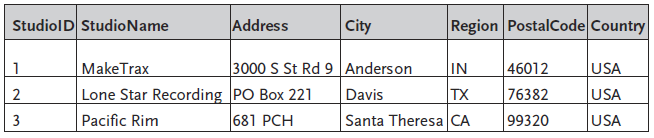 StudioID StudioName Address City Region PostalCode Country
1 MakeTrax 3000 S St Rd 9 Anderson IN 46012 USA
2 Lone Star Recording PO Box 221 Davis TX 76382 USA
3 Pacific Rim 681 PCH Santa Theresa CA 99320 USA